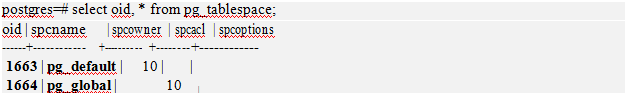 postgres=# select oid, * from pg_tablespace;
oid | spcname | spcowner | spcacl | spcoptions
------+------------ +---------- +--------+------------
1663 | pg_default | 10 | |
1664 | pg_global | 10 |